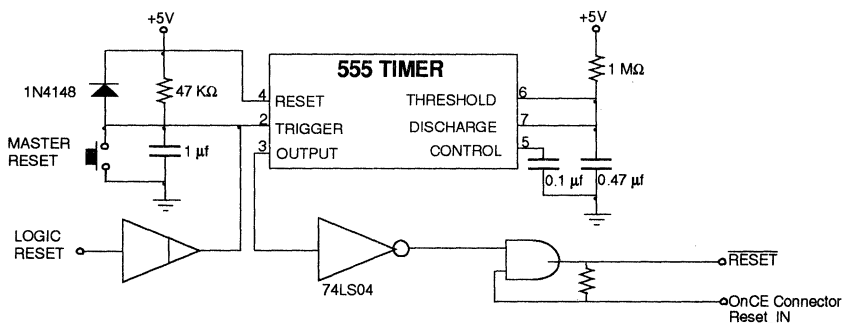 +5V
+5V
555 TIMER
1 MΩ
1N4148
47 KΩ
4
RESET
THRESHOLD
6
2
TRIGGER
DISCHARGE
7
MASTER
RESET
1 µf
3
OUTPUT
CONTROL
5
0.1 µf
0.47 µf
LOGIC
RESET
74LS04
RESET
OnCE Connector
Reset IN